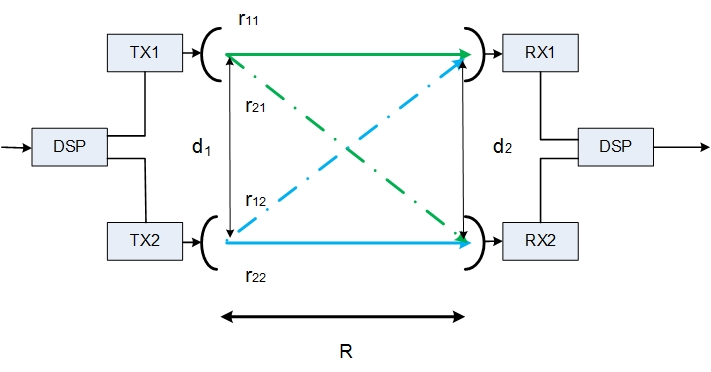 r11
TX1
RX1
r21
DSP
d1
d2
DSP
r12
TX2
RX2
r22
R